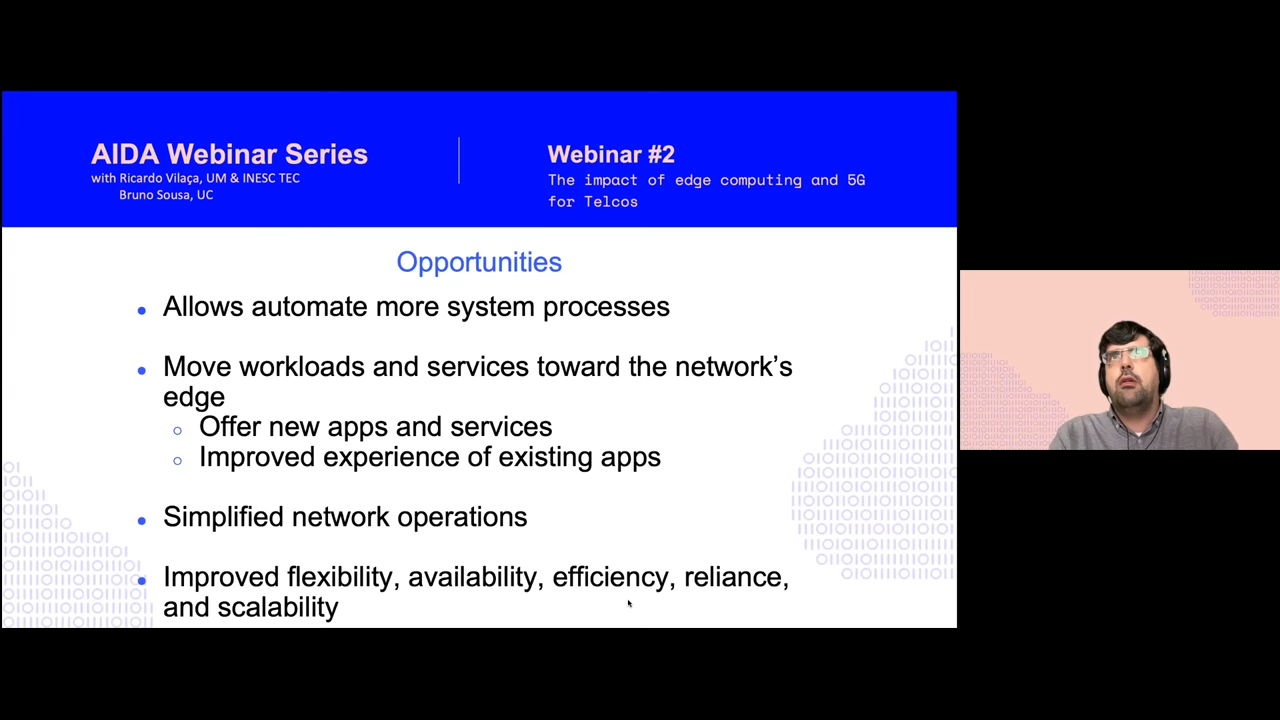 AIDA Webinar Series
with Ricardo Vilaça, UM & INESC TEC
Bruno Sousa, UC
Webinar #2
The impact of edge computing and 5G
for Telcos
Opportunities
Allows automate more system processes
Move workloads and services toward the network’s
edge
Offer new apps and services
Improved experience of existing apps
Simplified network operations
Improved flexibility, availability, efficiency, reliance,
and scalability